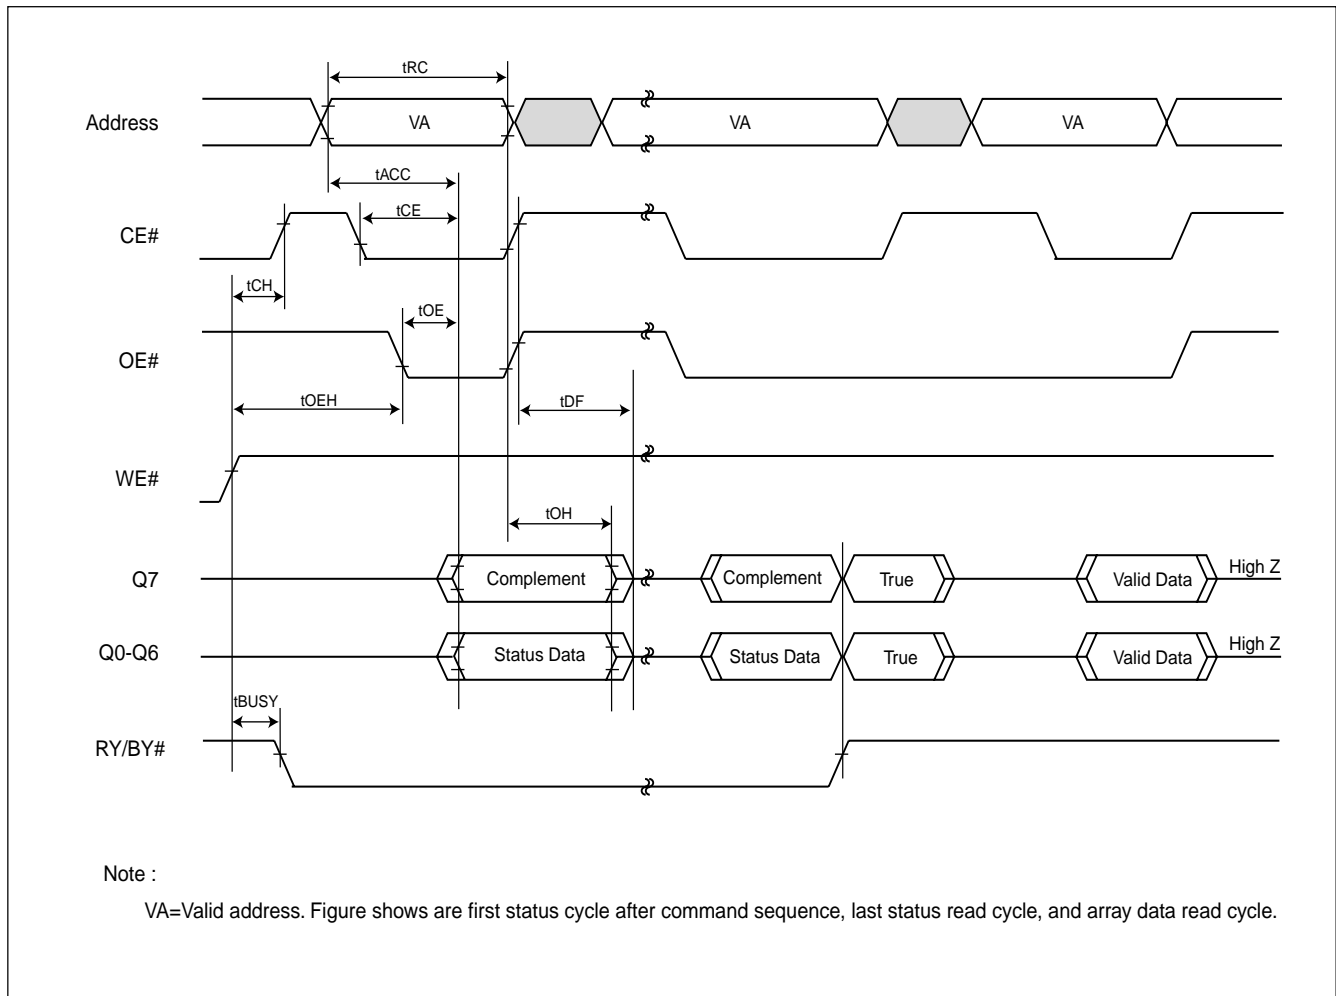 tRC
Address
VA
VA
VA
tACC
tCE
CE#
tCH
tOE
OE#
tOEH
tDF
WE#
tOH
Q7
Complement
Complement
True
Valid Data
High Z
Q0-Q6
Status Data
Status Data
True
Valid Data
High Z
tBUSY
RY/BY#
Note :
VA=Valid address. Figure shows are first status cycle after command sequence, last status read cycle, and array data read cycle.